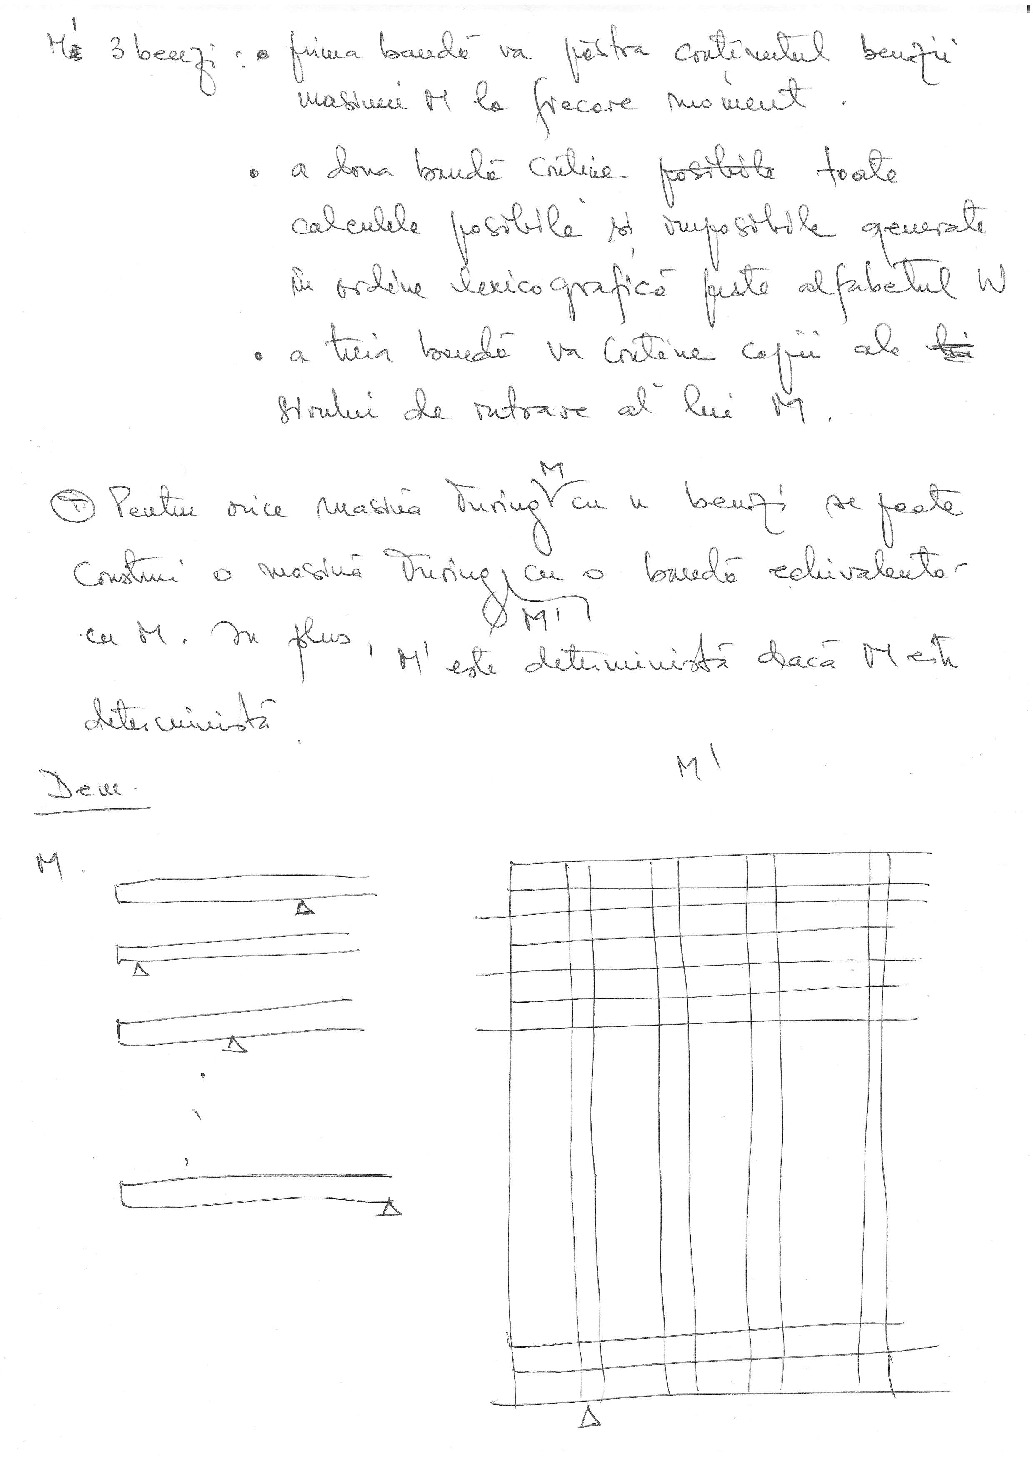 M' 3 benzi : • prima bandă va păstra conținutul benzii
mașinii M la fiecare moment.
• a doua bandă conține posibile toate
calculele posibile și imposibile generate
în ordine lexicografică peste alfabetul W
• a treia bandă va conține copii ale
șirului de intrare al lui M.
T Pentru orice mașină Turing M cu n benzi se poate
construi o mașină Turing, cu o bandă echivalentă
M'
cu M. În plus, M' este deterministă dacă M este
deterministă.
Dem.
M'
M.